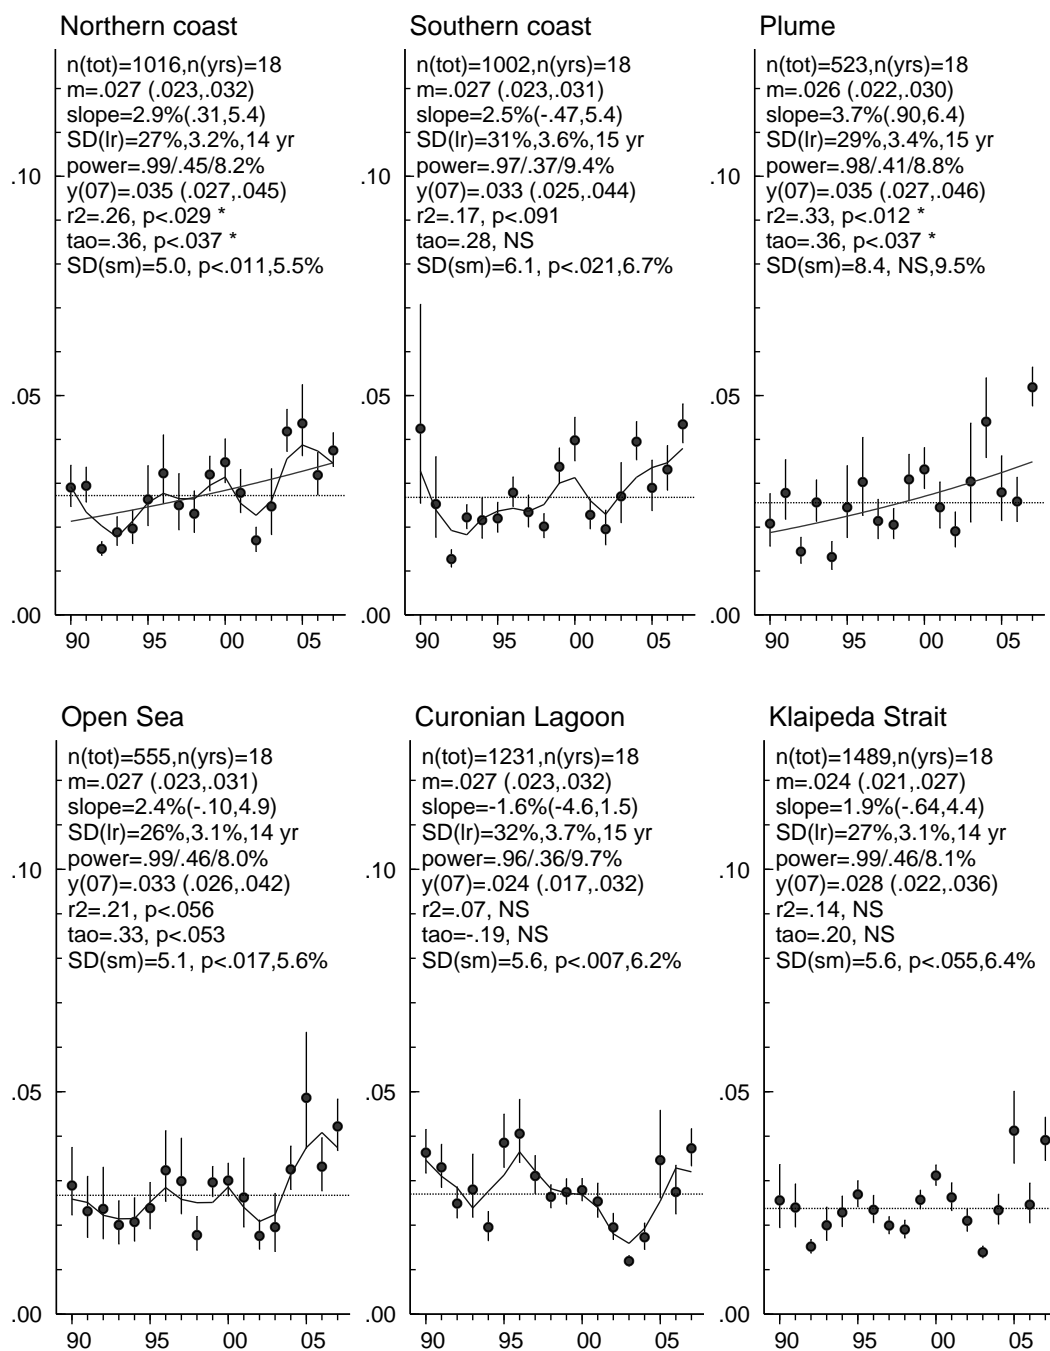 Northern coast
n(tot)=1016,n(yrs)=18
m=.027 (.023,.032)
slope=2.9%(.31,5.4)
SD(lr)=27%,3.2%,14 yr
power=.99/.45/8.2%
y(07)=.035 (.027,.045)
r2=.26, p<.029 *
tao=.36, p<.037 *
SD(sm)=5.0, p<.011,5.5%
.10
.05
.00
90 95 00 05
Southern coast
n(tot)=1002,n(yrs)=18
m=.027 (.023,.031)
slope=2.5%(-.47,5.4)
SD(lr)=31%,3.6%,15 yr
power=.97/.37/9.4%
y(07)=.033 (.025,.044)
r2=.17, p<.091
tao=.28, NS
SD(sm)=6.1, p<.021,6.7%
.10
.05
.00
90 95 00 05
Plume
n(tot)=523,n(yrs)=18
m=.026 (.022,.030)
slope=3.7%(.90,6.4)
SD(lr)=29%,3.4%,15 yr
power=.98/.41/8.8%
y(07)=.035 (.027,.046)
r2=.33, p<.012 *
tao=.36, p<.037 *
SD(sm)=8.4, NS,9.5%
.10
.05
.00
90 95 00 05
Open Sea
n(tot)=555,n(yrs)=18
m=.027 (.023,.031)
slope=2.4%(-.10,4.9)
SD(lr)=26%,3.1%,14 yr
power=.99/.46/8.0%
y(07)=.033 (.026,.042)
r2=.21, p<.056
tao=.33, p<.053
SD(sm)=5.1, p<.017,5.6%
.10
.05
.00
90 95 00 05
Curonian Lagoon
n(tot)=1231,n(yrs)=18
m=.027 (.023,.032)
slope=-1.6%(-4.6,1.5)
SD(lr)=32%,3.7%,15 yr
power=.96/.36/9.7%
y(07)=.024 (.017,.032)
r2=.07, NS
tao=-.19, NS
SD(sm)=5.6, p<.007,6.2%
.10
.05
.00
90 95 00 05
Klaipeda Strait
n(tot)=1489,n(yrs)=18
m=.024 (.021,.027)
slope=1.9%(-.64,4.4)
SD(lr)=27%,3.1%,14 yr
power=.99/.46/8.1%
y(07)=.028 (.022,.036)
r2=.14, NS
tao=.20, NS
SD(sm)=5.6, p<.055,6.4%
.10
.05
.00
90 95 00 05